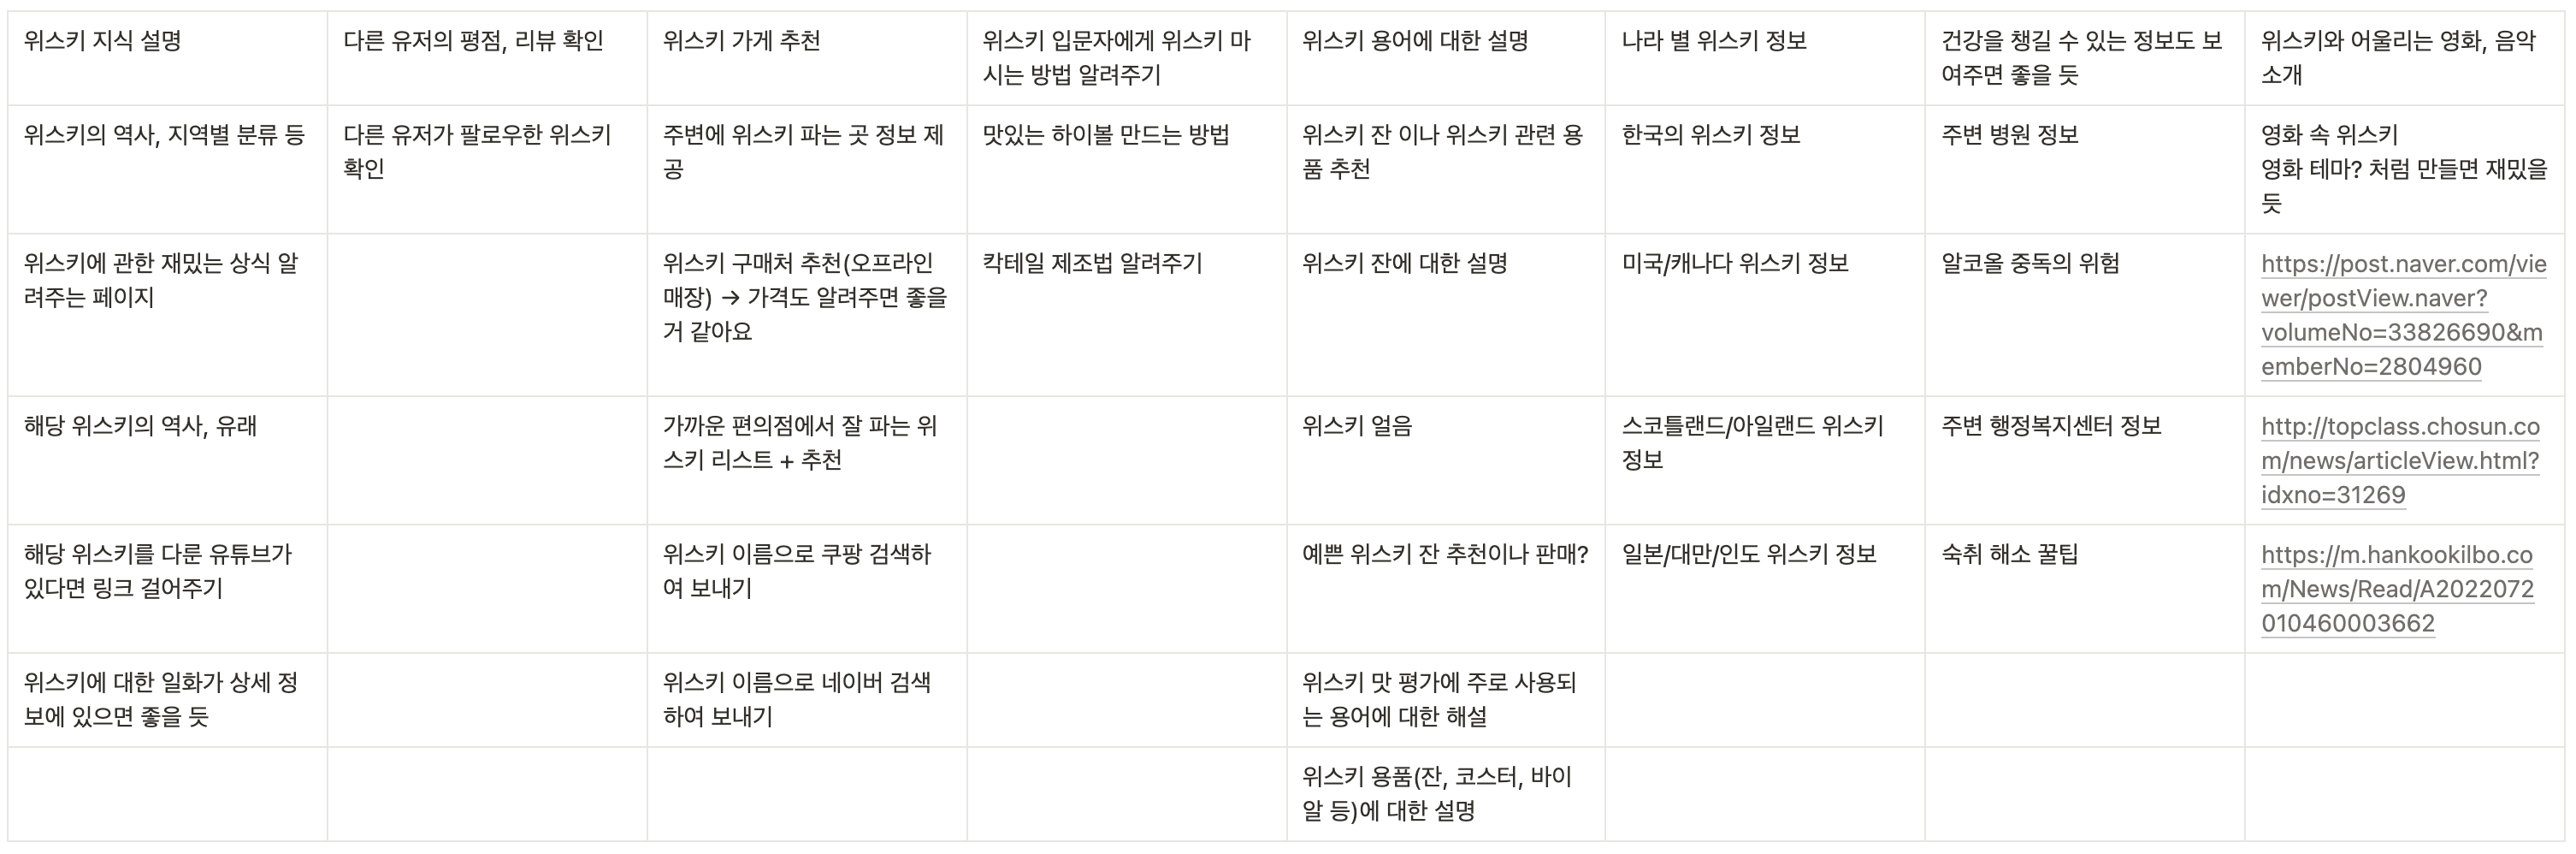 위스키 지식 설명
다른 유저의 평점, 리뷰 확인
위스키 가게 추천
위스키 입문자에게 위스키 마
시는 방법 알려주기
위스키 용어에 대한 설명
나라 별 위스키 정보
건강을 챙길 수 있는 정보도 보
여주면 좋을 듯
위스키와 어울리는 영화, 음악
소개
위스키의 역사, 지역별 분류 등
다른 유저가 팔로우한 위스키
확인
주변에 위스키 파는 곳 정보 제
공
맛있는 하이볼 만드는 방법
위스키 잔 이나 위스키 관련 용
품 추천
한국의 위스키 정보
주변 병원 정보
영화 속 위스키
영화 테마? 처럼 만들면 재밌을
듯
위스키에 관한 재밌는 상식 알
려주는 페이지
위스키 구매처 추천(오프라인
매장) → 가격도 알려주면 좋을
거 같아요
칵테일 제조법 알려주기
위스키 잔에 대한 설명
미국/캐나다 위스키 정보
알코올 중독의 위험
https://post.naver.com/vie
wer/postView.naver?
volumeNo=33826690&m
emberNo=2804960
해당 위스키의 역사, 유래
가까운 편의점에서 잘 파는 위
스키 리스트 + 추천
위스키 얼음
스코틀랜드/아일랜드 위스키
정보
주변 행정복지센터 정보
http://topclass.chosun.co
m/news/articleView.html?
idxno=31269
해당 위스키를 다룬 유튜브가
있다면 링크 걸어주기
위스키 이름으로 쿠팡 검색하
여 보내기
예쁜 위스키 잔 추천이나 판매?
일본/대만/인도 위스키 정보
숙취 해소 꿀팁
https://m.hankookilbo.co
m/News/Read/A2022072
010460003662
위스키에 대한 일화가 상세 정
보에 있으면 좋을 듯
위스키 이름으로 네이버 검색
하여 보내기
위스키 맛 평가에 주로 사용되
는 용어에 대한 해설
위스키 용품(잔, 코스터, 바이
알 등)에 대한 설명